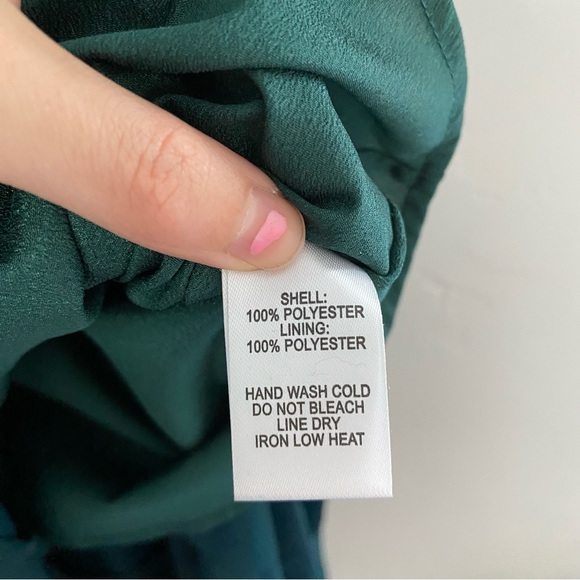 SHELL:
100% POLYESTER
LINING:
100% POLYESTER
HAND WASH COLD
DO NOT BLEACH
LINE DRY
IRON LOW HEAT